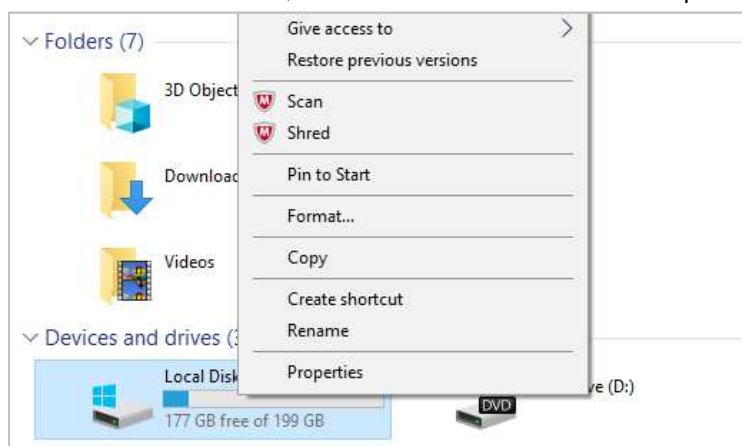 Folders (7)
3D Object
Downloa
Videos
Devices and drives (
Local Disk
177 GB free of 199 GB
Give access to
Restore previous versions
Scan
Shred
Pin to Start
Format...
Copy
Create shortcut
Rename
Properties
ve (D:)
DVD